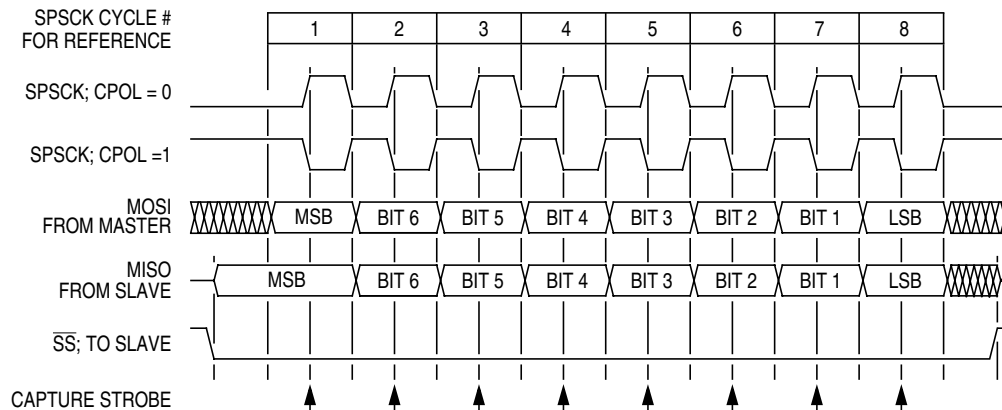 SPSCK CYCLE #
FOR REFERENCE
1 2 3 4 5 6 7 8
SPSCK; CPOL = 0
SPSCK; CPOL =1
MOSI
FROM MASTER
MSB BIT 6 BIT 5 BIT 4 BIT 3 BIT 2 BIT 1 LSB
MISO
FROM SLAVE
MSB BIT 6 BIT 5 BIT 4 BIT 3 BIT 2 BIT 1 LSB
SS; TO SLAVE
CAPTURE STROBE